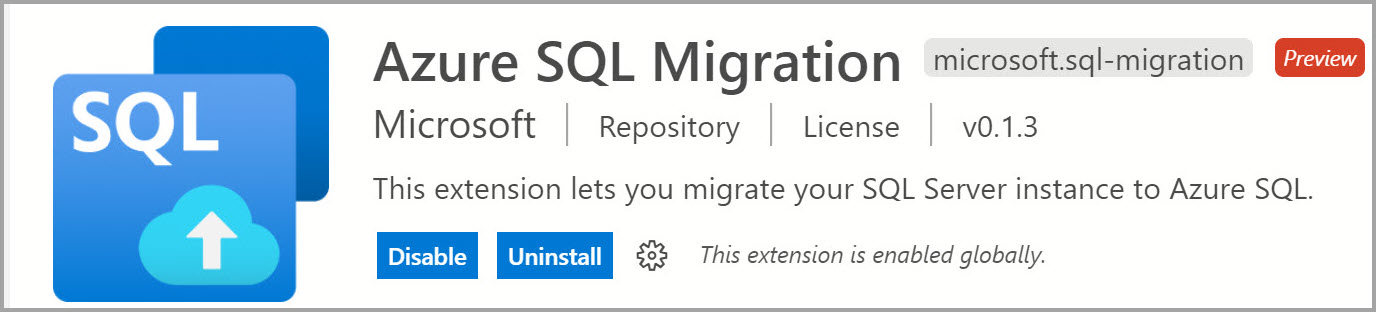 SQL
Azure SQL Migration microsoft.sql-migration Preview
Microsoft | Repository | License | v0.1.3
This extension lets you migrate your SQL Server instance to Azure SQL.
Disable Uninstall This extension is enabled globally.